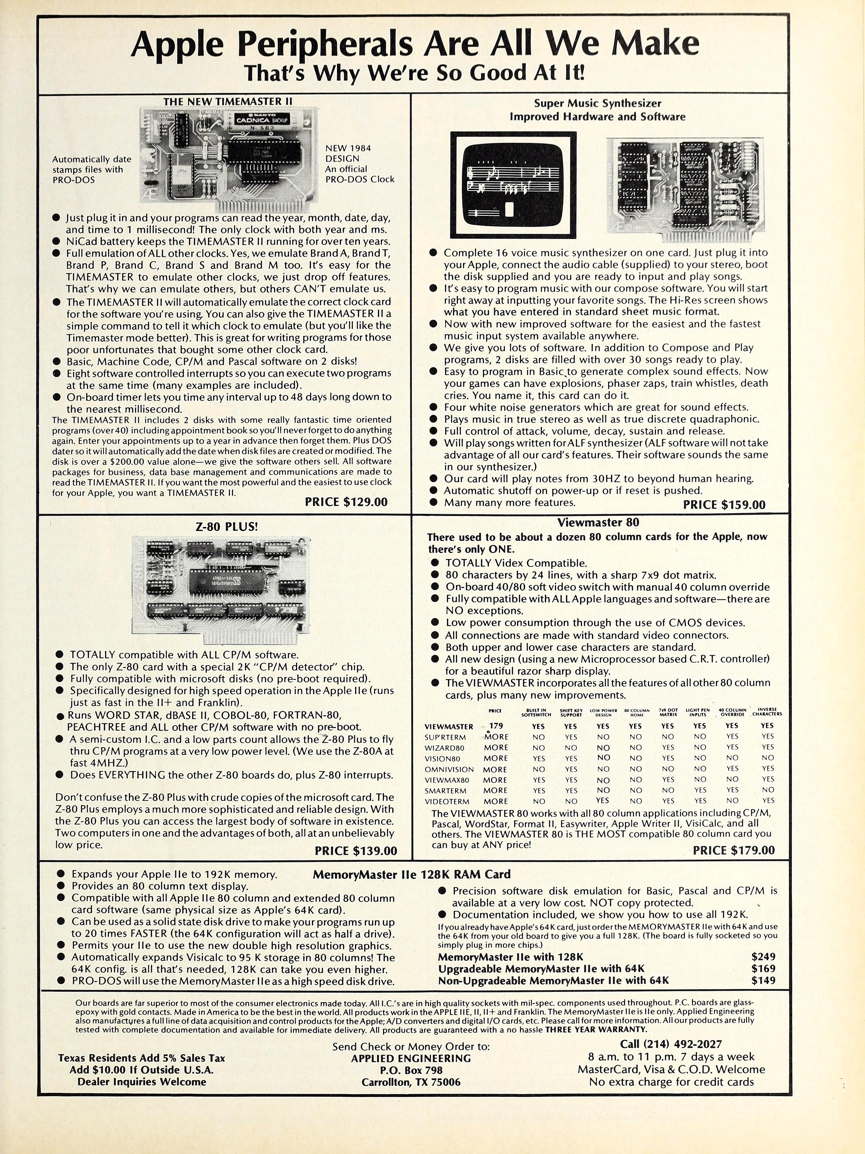 Apple Peripherals Are All We Make
That's Why We're So Good At It!
THE NEW TIMEMASTER II
Automatically date
stamps files with
PRO-DOS
SANYO
CADNICA BACKUP
NEW 1984
DESIGN
An official
PRO-DOS Clock
● Just plug it in and your programs can read the year, month, date, day,
and time to 1 millisecond! The only clock with both year and ms.
● NiCad battery keeps the TIMEMASTER II running for over ten years.
● Full emulation of ALL other clocks. Yes, we emulate Brand A, Brand T,
Brand P, Brand C, Brand S and Brand M too. It's easy for the
TIMEMASTER to emulate other clocks, we just drop off features.
That's why we can emulate others, but others CAN'T emulate us.
● The TIMEMASTER II will automatically emulate the correct clock card
for the software you're using. You can also give the TIMEMASTER II a
simple command to tell it which clock to emulate (but you'll like the
Timemaster mode better). This is great for writing programs for those
poor unfortunates that bought some other clock card.
● Basic, Machine Code, CP/M and Pascal software on 2 disks!
● Eight software controlled interrupts so you can execute two programs
at the same time (many examples are included).
● On-board timer lets you time any interval up to 48 days long down to
the nearest millisecond.
The TIMEMASTER II includes 2 disks with some really fantastic time oriented
programs (over 40) including appointment book so you'll never forget to do anything
again. Enter your appointments up to a year in advance then forget them. Plus DOS
dater so it will automatically add the date when disk files are created or modified. The
disk is over a $200.00 value alone—we give the software others sell. All software
packages for business, data base management and communications are made to
read the TIMEMASTER II. If you want the most powerful and the easiest to use clock
for your Apple, you want a TIMEMASTER II.
PRICE $129.00
Super Music Synthesizer
Improved Hardware and Software
● Complete 16 voice music synthesizer on one card. Just plug it into
your Apple, connect the audio cable (supplied) to your stereo, boot
the disk supplied and you are ready to input and play songs.
● It's easy to program music with our compose software. You will start
right away at inputting your favorite songs. The Hi-Res screen shows
what you have entered in standard sheet music format.
● Now with new improved software for the easiest and the fastest
music input system available anywhere.
● We give you lots of software. In addition to Compose and Play
programs, 2 disks are filled with over 30 songs ready to play.
● Easy to program in Basic to generate complex sound effects. Now
your games can have explosions, phaser zaps, train whistles, death
cries. You name it, this card can do it.
● Four white noise generators which are great for sound effects.
● Plays music in true stereo as well as true discrete quadraphonic.
● Full control of attack, volume, decay, sustain and release.
● Will play songs written for ALF synthesizer (ALF software will not take
advantage of all our card's features. Their software sounds the same
in our synthesizer.)
● Our card will play notes from 30HZ to beyond human hearing.
● Automatic shutoff on power-up or if reset is pushed.
● Many many more features.
PRICE $159.00
Z-80 PLUS!
● TOTALLY compatible with ALL CP/M software.
● The only Z-80 card with a special 2K "CP/M detector" chip.
● Fully compatible with microsoft disks (no pre-boot required).
● Specifically designed for high speed operation in the Apple IIe (runs
just as fast in the II+ and Franklin).
● Runs WORD STAR, dBASE II, COBOL-80, FORTRAN-80,
PEACHTREE and ALL other CP/M software with no pre-boot.
● A semi-custom I.C. and a low parts count allows the Z-80 Plus to fly
thru CP/M programs at a very low power level. (We use the Z-80A at
fast 4MHZ.)
● Does EVERYTHING the other Z-80 boards do, plus Z-80 interrupts.
Don't confuse the Z-80 Plus with crude copies of the microsoft card. The
Z-80 Plus employs a much more sophisticated and reliable design. With
the Z-80 Plus you can access the largest body of software in existence.
Two computers in one and the advantages of both, all at an unbelievably
low price.
PRICE $139.00
Viewmaster 80
There used to be about a dozen 80 column cards for the Apple, now
there's only ONE.
● TOTALLY Videx Compatible.
● 80 characters by 24 lines, with a sharp 7x9 dot matrix.
● On-board 40/80 soft video switch with manual 40 column override
● Fully compatible with ALL Apple languages and software—there are
NO exceptions.
● Low power consumption through the use of CMOS devices.
● All connections are made with standard video connectors.
● Both upper and lower case characters are standard.
● All new design (using a new Microprocessor based C.R.T. controller)
for a beautiful razor sharp display.
● The VIEWMASTER incorporates all the features of all other 80 column
cards, plus many new improvements.
PRICE BUILT IN SOFTSWITCH SHIFT KEY SUPPORT LOW POWER DESIGN 80 COLUMN HOME 7x9 DOT MATRIX LIGHT PEN INPUTS 40 COLUMN OVERRIDE INVERSE CHARACTERS
VIEWMASTER 179 YES YES YES YES YES YES YES YES
SUP'RTERM MORE NO YES NO NO NO NO YES YES
WIZARD80 MORE NO NO NO NO YES NO YES YES
VISION80 MORE YES YES NO NO YES NO NO NO
OMNIVISION MORE NO YES NO NO NO NO YES YES
VIEWMAX80 MORE YES YES NO NO YES NO NO YES
SMARTERM MORE YES YES NO NO NO YES YES NO
VIDEOTERM MORE NO NO YES NO YES YES NO YES
The VIEWMASTER 80 works with all 80 column applications including CP/M,
Pascal, WordStar, Format II, Easywriter, Apple Writer II, VisiCalc, and all
others. The VIEWMASTER 80 is THE MOST compatible 80 column card you
can buy at ANY price!
PRICE $179.00
MemoryMaster IIe 128K RAM Card
● Expands your Apple IIe to 192K memory.
● Provides an 80 column text display.
● Compatible with all Apple IIe 80 column and extended 80 column
card software (same physical size as Apple's 64K card).
● Can be used as a solid state disk drive to make your programs run up
to 20 times FASTER (the 64K configuration will act as half a drive).
● Permits your IIe to use the new double high resolution graphics.
● Automatically expands Visicalc to 95 K storage in 80 columns! The
64K config. is all that's needed, 128K can take you even higher.
● PRO-DOS will use the MemoryMaster IIe as a high speed disk drive.
● Precision software disk emulation for Basic, Pascal and CP/M is
available at a very low cost. NOT copy protected.
● Documentation included, we show you how to use all 192K.
If you already have Apple's 64K card, just order the MEMORYMASTER IIe with 64K and use
the 64K from your old board to give you a full 128K. (The board is fully socketed so you
simply plug in more chips.)
MemoryMaster IIe with 128K $249
Upgradeable MemoryMaster IIe with 64K $169
Non-Upgradeable MemoryMaster IIe with 64K $149
Our boards are far superior to most of the consumer electronics made today. All I.C.'s are in high quality sockets with mil-spec. components used throughout. P.C. boards are glass-
epoxy with gold contacts. Made in America to be the best in the world. All products work in the APPLE IIE, II, II+ and Franklin. The MemoryMaster IIe is IIe only. Applied Engineering
also manufactures a full line of data acquisition and control products for the Apple; A/D converters and digital I/O cards, etc. Please call for more information. All our products are fully
tested with complete documentation and available for immediate delivery. All products are guaranteed with a no hassle THREE YEAR WARRANTY.
Texas Residents Add 5% Sales Tax
Add $10.00 If Outside U.S.A.
Dealer Inquiries Welcome
Send Check or Money Order to:
APPLIED ENGINEERING
P.O. Box 798
Carrollton, TX 75006
Call (214) 492-2027
8 a.m. to 11 p.m. 7 days a week
MasterCard, Visa & C.O.D. Welcome
No extra charge for credit cards